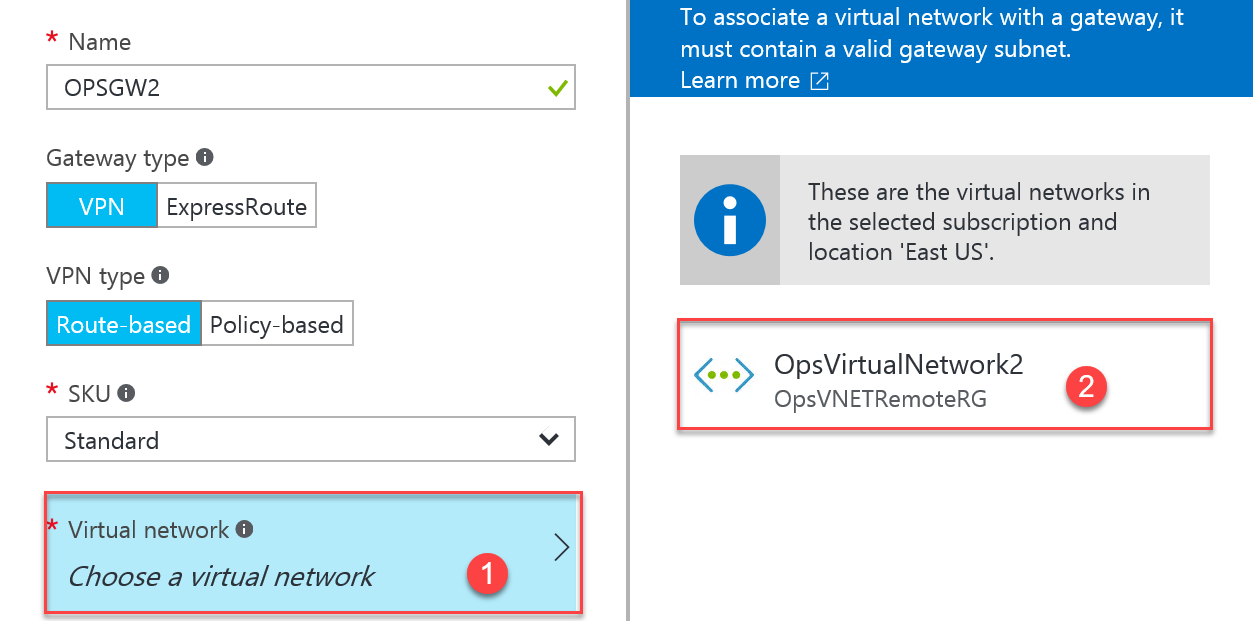 * Name
OPSGW2
Gateway type
VPN ExpressRoute
VPN type
Route-based Policy-based
* SKU
Standard
* Virtual network
Choose a virtual network
1
To associate a virtual network with a gateway, it
must contain a valid gateway subnet.
Learn more
These are the virtual networks in
the selected subscription and
location 'East US'.
OpsVirtualNetwork2
OpsVNETRemoteRG
2